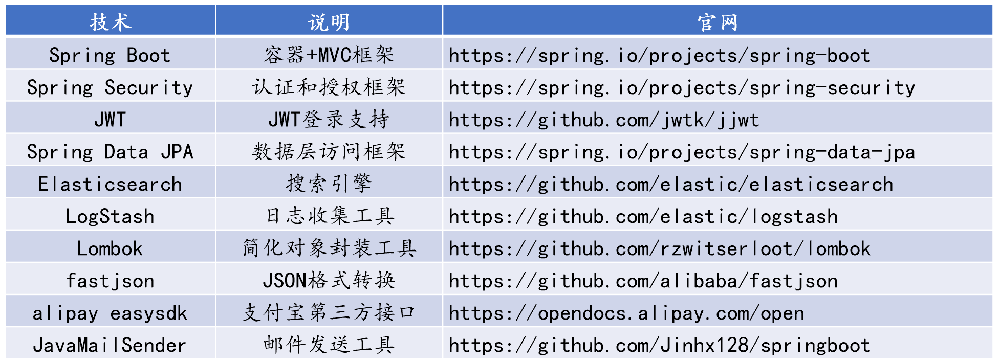 技术 说明 官网
Spring Boot 容器+MVC框架 https://spring.io/projects/spring-boot
Spring Security 认证和授权框架 https://spring.io/projects/spring-security
JWT JWT登录支持 https://github.com/jwtk/jjwt
Spring Data JPA 数据层访问框架 https://spring.io/projects/spring-data-jpa
Elasticsearch 搜索引擎 https://github.com/elastic/elasticsearch
LogStash 日志收集工具 https://github.com/elastic/logstash
Lombok 简化对象封装工具 https://github.com/rzwitserloot/lombok
fastjson JSON格式转换 https://github.com/alibaba/fastjson
alipay easysdk 支付宝第三方接口 https://opendocs.alipay.com/open
JavaMailSender 邮件发送工具 https://github.com/Jinhx128/springboot